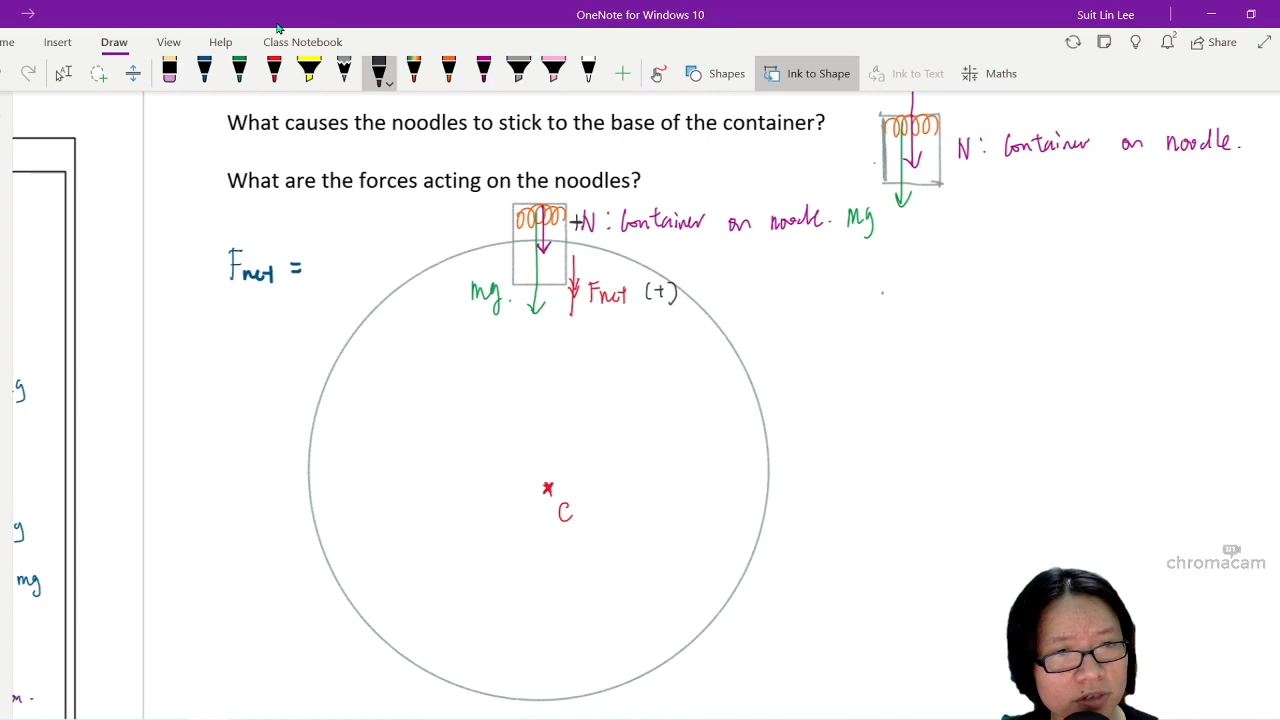 OneNote for Windows 10
Suit Lin Lee
me Insert Draw View Help Class Notebook
Share
Shapes Ink to Shape Ink to Text Maths
What causes the noodles to stick to the base of the container?
N: Container on noodle.
What are the forces acting on the noodles?
+N: Container on noodle. Mg
Fnet =
mg. Fnet (+)
g
C
g
mg
chromacam